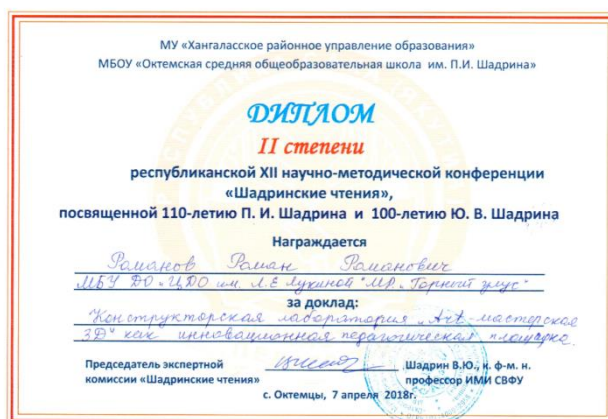 МУ «Хангаласское районное управление образования»
МБОУ «Октемская средняя общеобразовательная школа им. П.И. Шадрина»
ДИПЛОМ
II степени
республиканской XII научно-методической конференции
«Шадринские чтения»,
посвященной 110-летию П. И. Шадрина и 100-летию Ю. В. Шадрина
Награждается
Романов Роман Романович
МБУ ДО "ЦДО им. Л.Е Лукиной" МР "Горный улус"
за доклад:
"Конструкторская лаборатория "Art-мастерская
3D" как инновационная педагогическая площадка.
Председатель экспертной
комиссии «Шадринские чтения»
Шадрин В.Ю., к. ф-м. н.
профессор ИМИ СВФУ
с. Октемцы, 7 апреля 2018г.